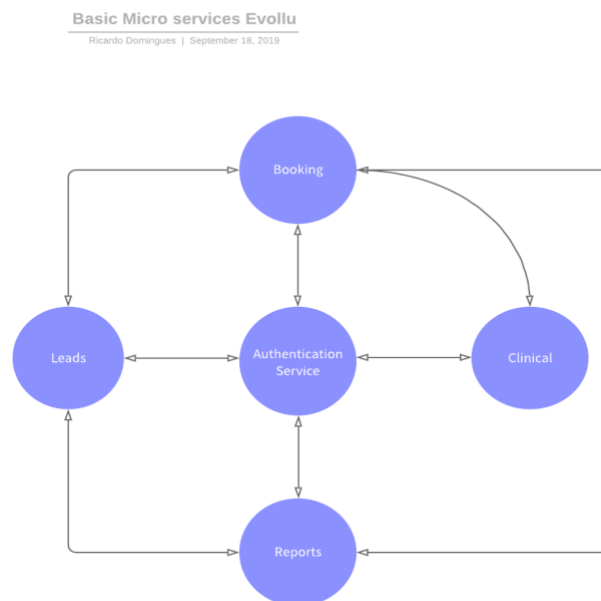 Basic Micro services Evollu
Ricardo Domingues | September 18, 2019
Booking
Leads
Authentication
Service
Clinical
Reports